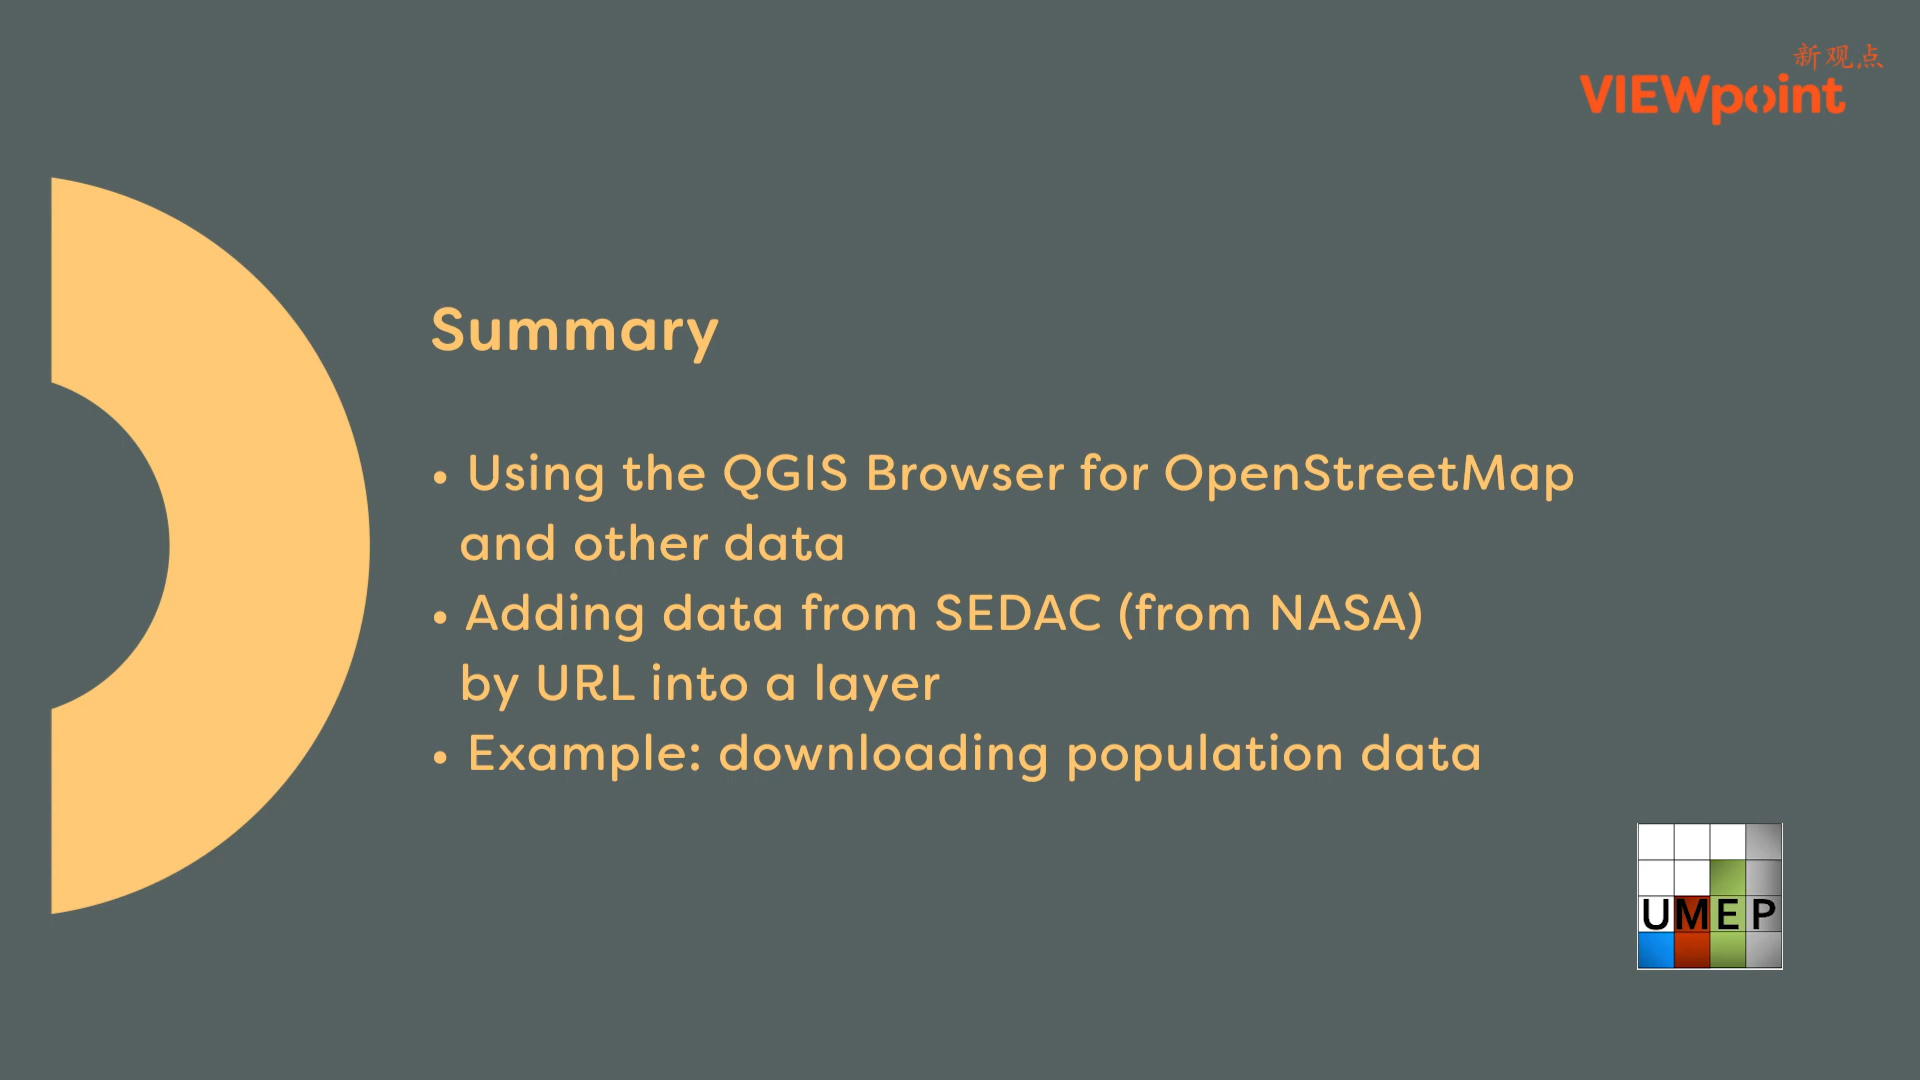 新观点
VIEWpoint
Summary
• Using the QGIS Browser for OpenStreetMap
and other data
• Adding data from SEDAC (from NASA)
by URL into a layer
• Example: downloading population data
UMEP